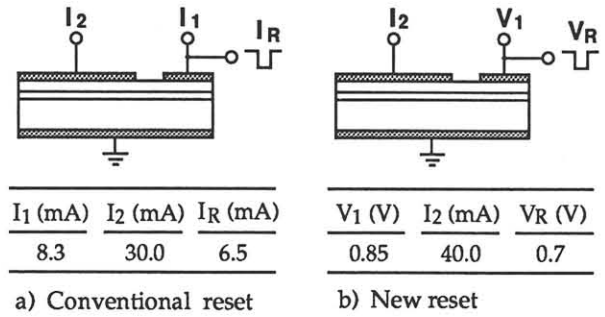 I2 I1 IR
I2 V1 VR
I1 (mA) I2 (mA) IR (mA)
8.3 30.0 6.5
a) Conventional reset
V1 (V) I2 (mA) VR (V)
0.85 40.0 0.7
b) New reset